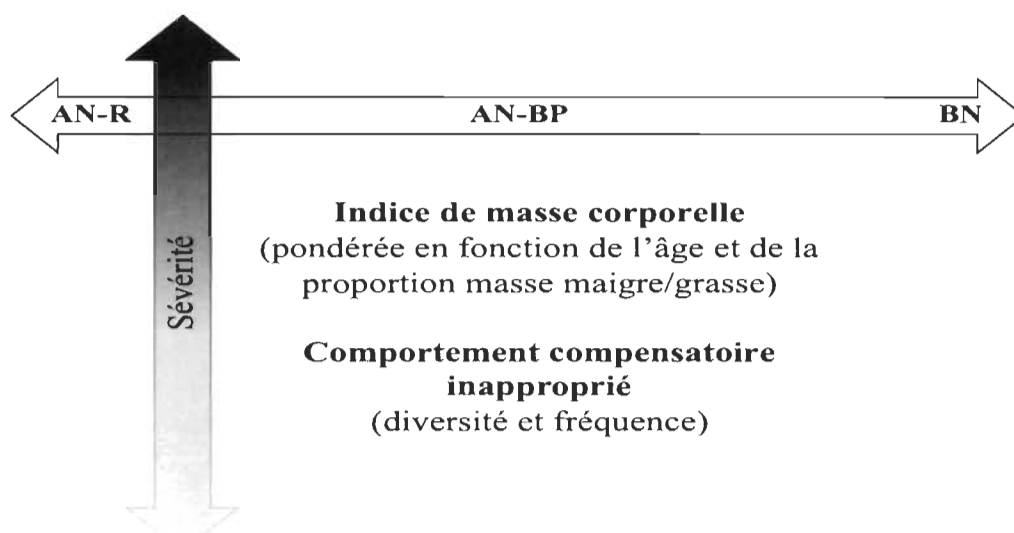 AN-R AN-BP BN
Indice de masse corporelle
(pondérée en fonction de l'âge et de la
proportion masse maigre/grasse)
Sévérité
Comportement compensatoire
inapproprié
(diversité et fréquence)